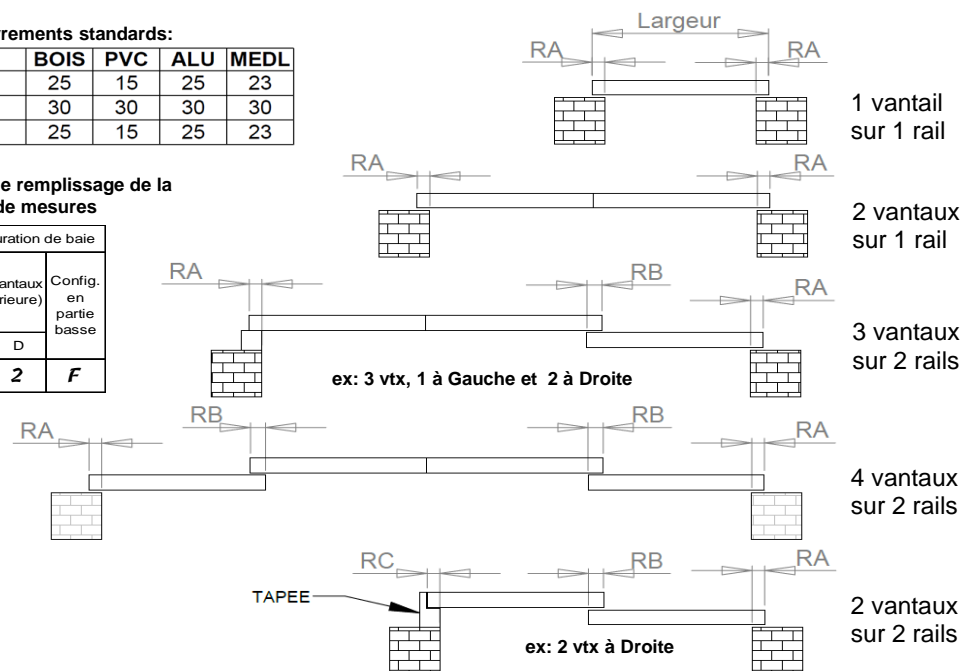 rrements standards:
BOIS PVC ALU MEDL
25 15 25 23
30 30 30 30
25 15 25 23
e remplissage de la
de mesures
uration de baie
antaux
rieure)
Config.
en
partie
basse
D
2 F
Largeur
RA RA
1 vantail
sur 1 rail
RA RA
2 vantaux
sur 1 rail
RA RB RA
3 vantaux
sur 2 rails
ex: 3 vtx, 1 à Gauche et 2 à Droite
RA RB RB RA
4 vantaux
sur 2 rails
RC RB RA
TAPEE
2 vantaux
sur 2 rails
ex: 2 vtx à Droite